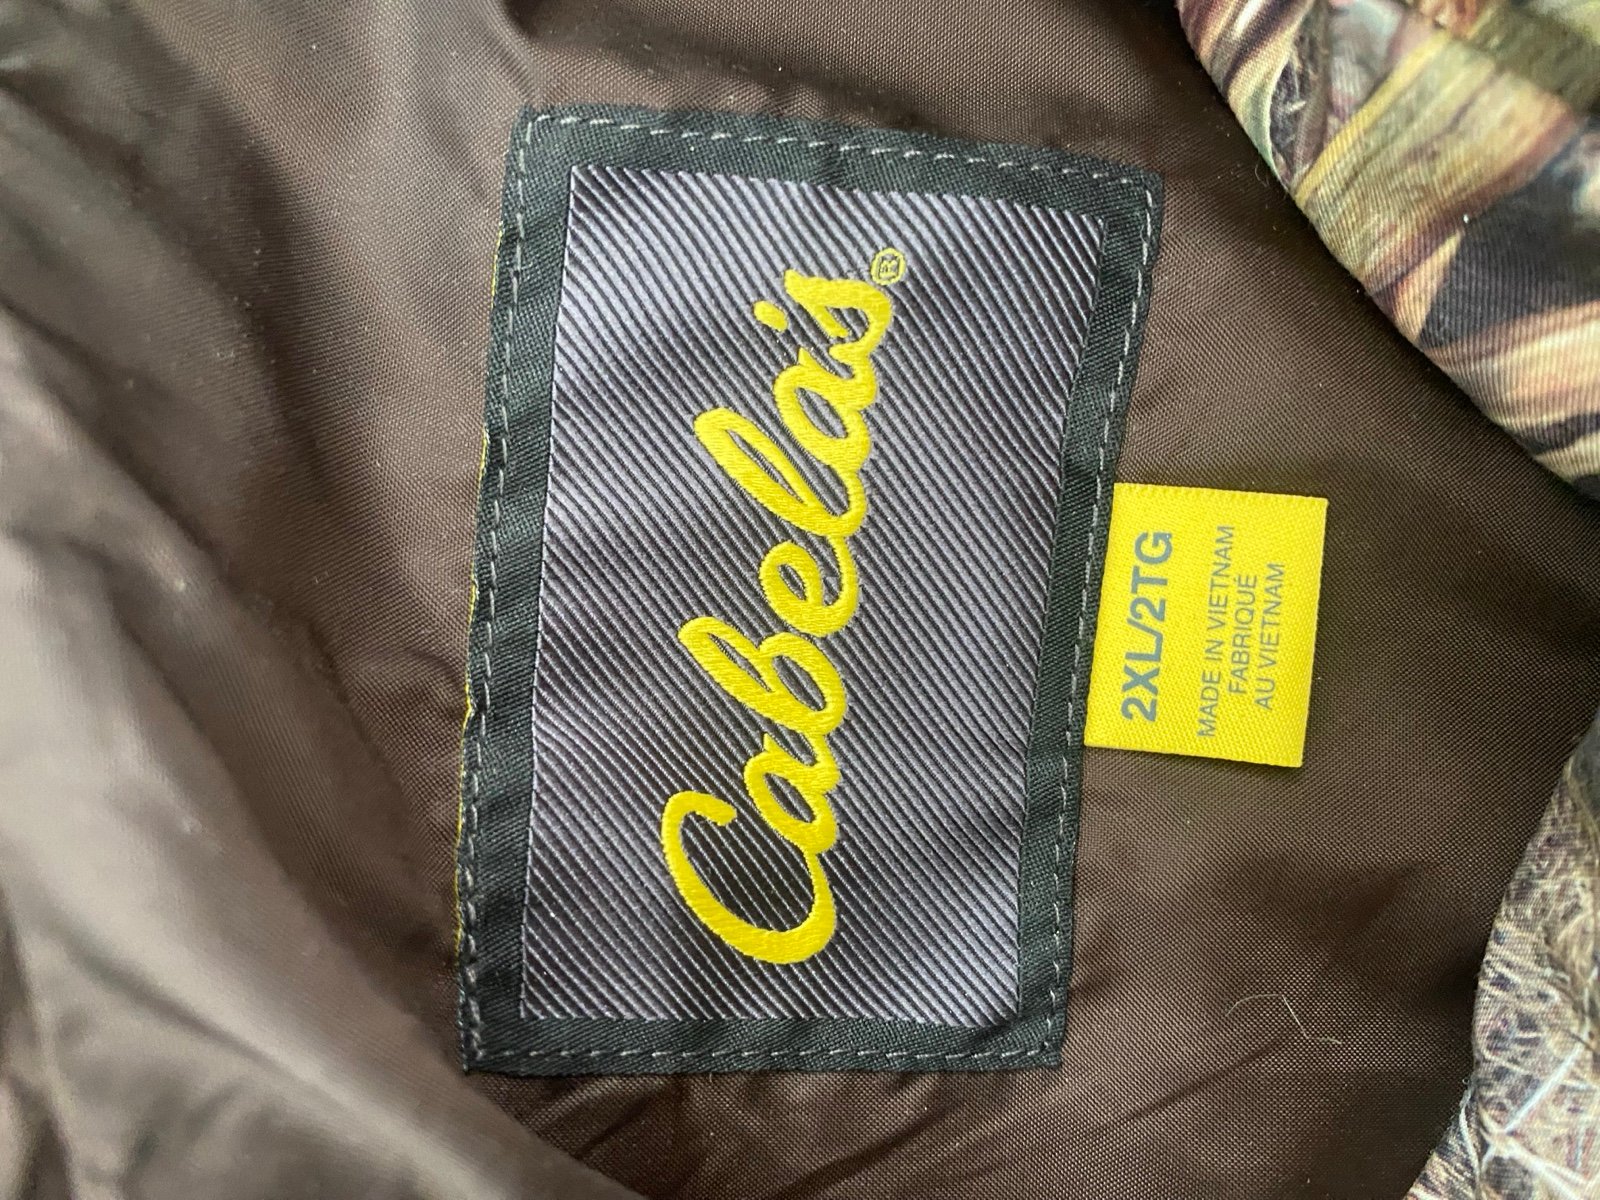 Cabela's®
2XL/2TG
MADE IN VIETNAM
FABRIQUÉ
AU VIETNAM